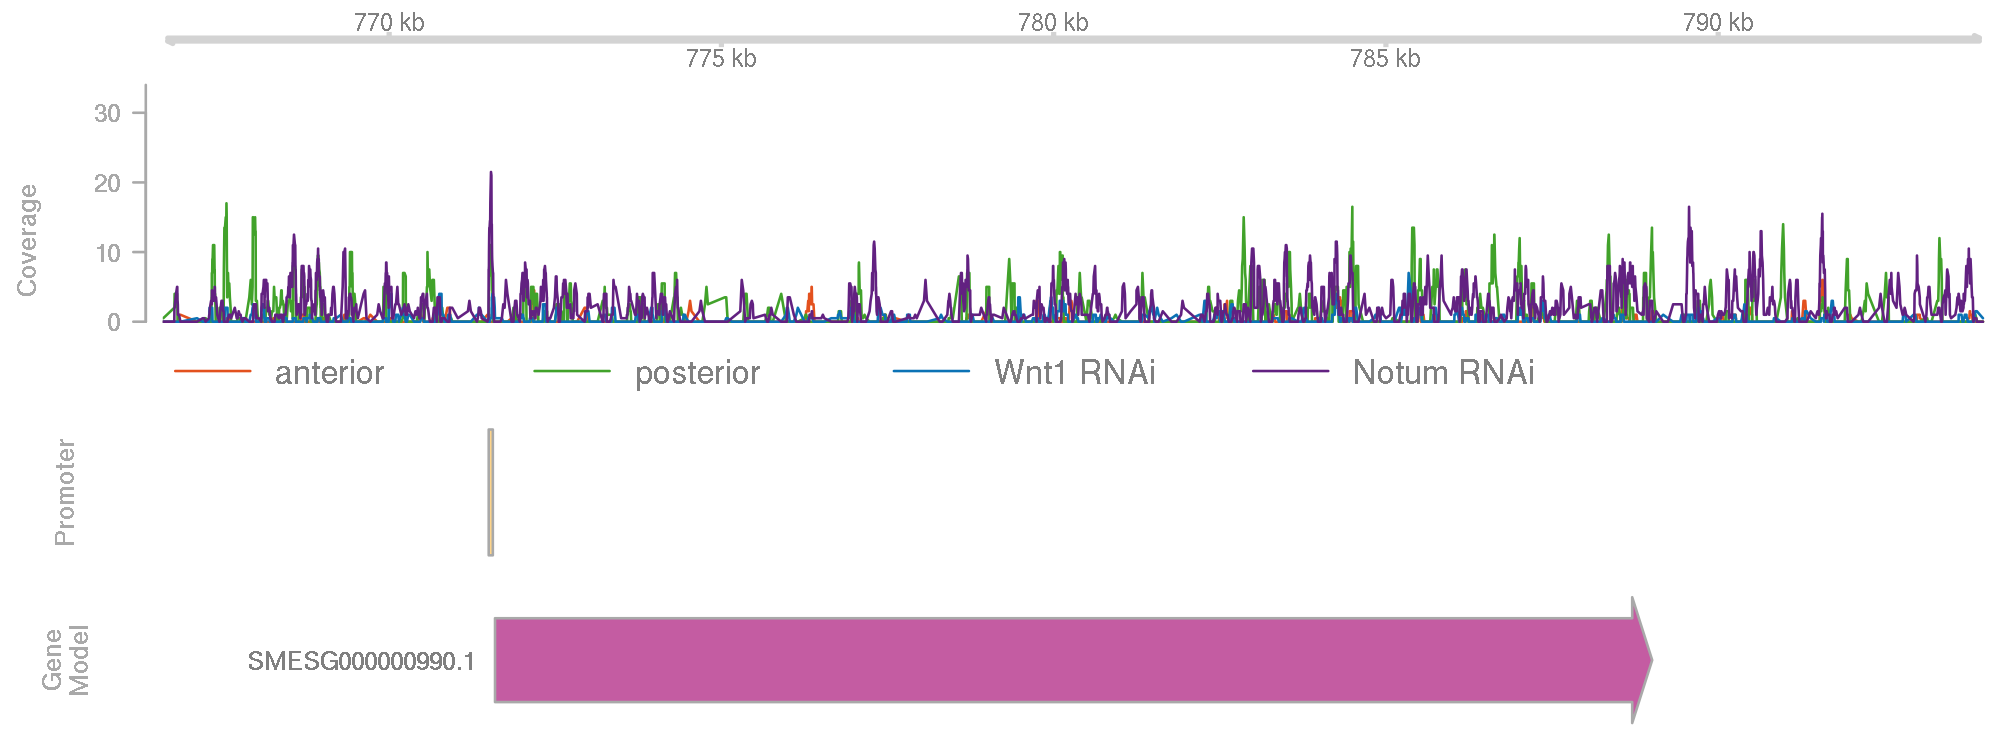 770 kb
780 kb
790 kb
775 kb
785 kb
Coverage
30
20
10
0
anterior
posterior
Wnt1 RNAi
Notum RNAi
Promoter
0
Gene
Model
SMESG000000990.1